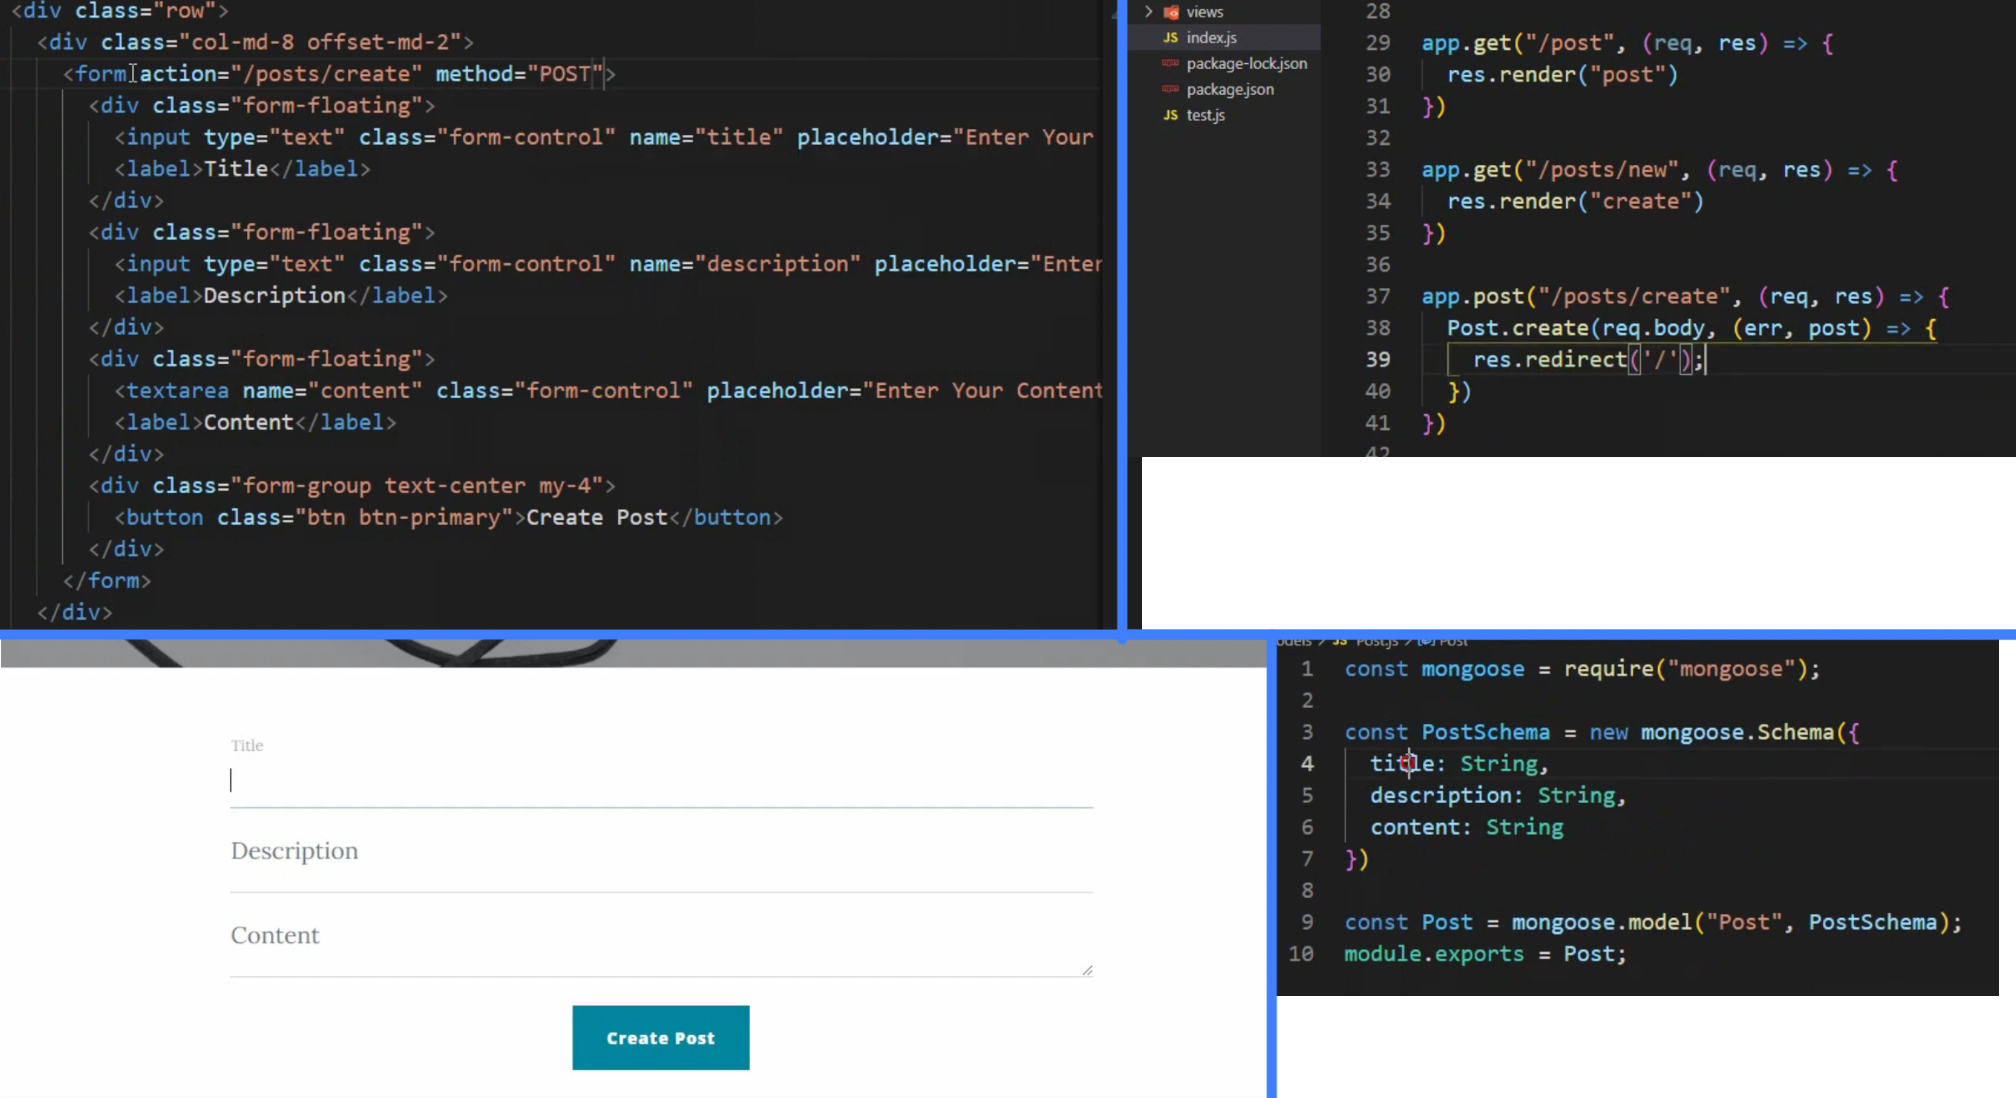 <div class="row">
<div class="col-md-8 offset-md-2">
<form action="/posts/create" method="POST">
<div class="form-floating">
<input type="text" class="form-control" name="title" placeholder="Enter Your
<label>Title</label>
</div>
<div class="form-floating">
<input type="text" class="form-control" name="description" placeholder="Enter
<label>Description</label>
</div>
<div class="form-floating">
<textarea name="content" class="form-control" placeholder="Enter Your Content
<label>Content</label>
</div>
<div class="form-group text-center my-4">
<button class="btn btn-primary">Create Post</button>
</div>
</form>
</div>
> views
JS index.js
package-lock.json
package.json
JS test.js
28
29 app.get("/post", (req, res) => {
30 res.render("post")
31 })
32
33 app.get("/posts/new", (req, res) => {
34 res.render("create")
35 })
36
37 app.post("/posts/create", (req, res) => {
38 Post.create(req.body, (err, post) => {
39 res.redirect('/');
40 })
41 })
42
Title
Description
Content
Create Post
JS Post.js > Post
1 const mongoose = require("mongoose");
2
3 const PostSchema = new mongoose.Schema({
4 title: String,
5 description: String,
6 content: String
7 })
8
9 const Post = mongoose.model("Post", PostSchema);
10 module.exports = Post;